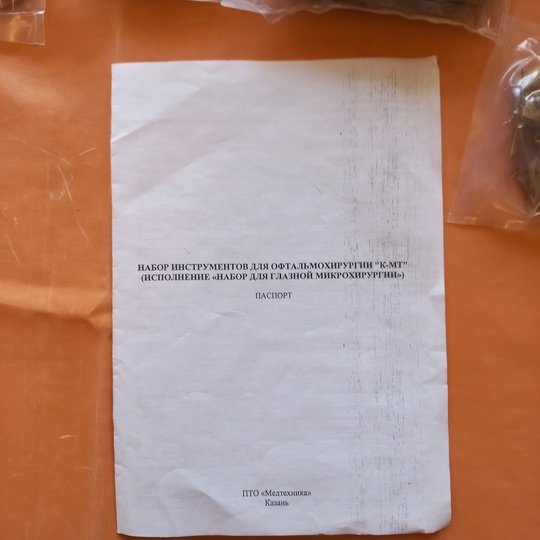 НАБОР ИНСТРУМЕНТОВ ДЛЯ ОФТАЛЬМОХИРУРГИИ "К-МТ"
(ИСПОЛНЕНИЕ «НАБОР ДЛЯ ГЛАЗНОЙ МИКРОХИРУРГИИ»)
ПАСПОРТ
ПТО «Медтехника»
Казань